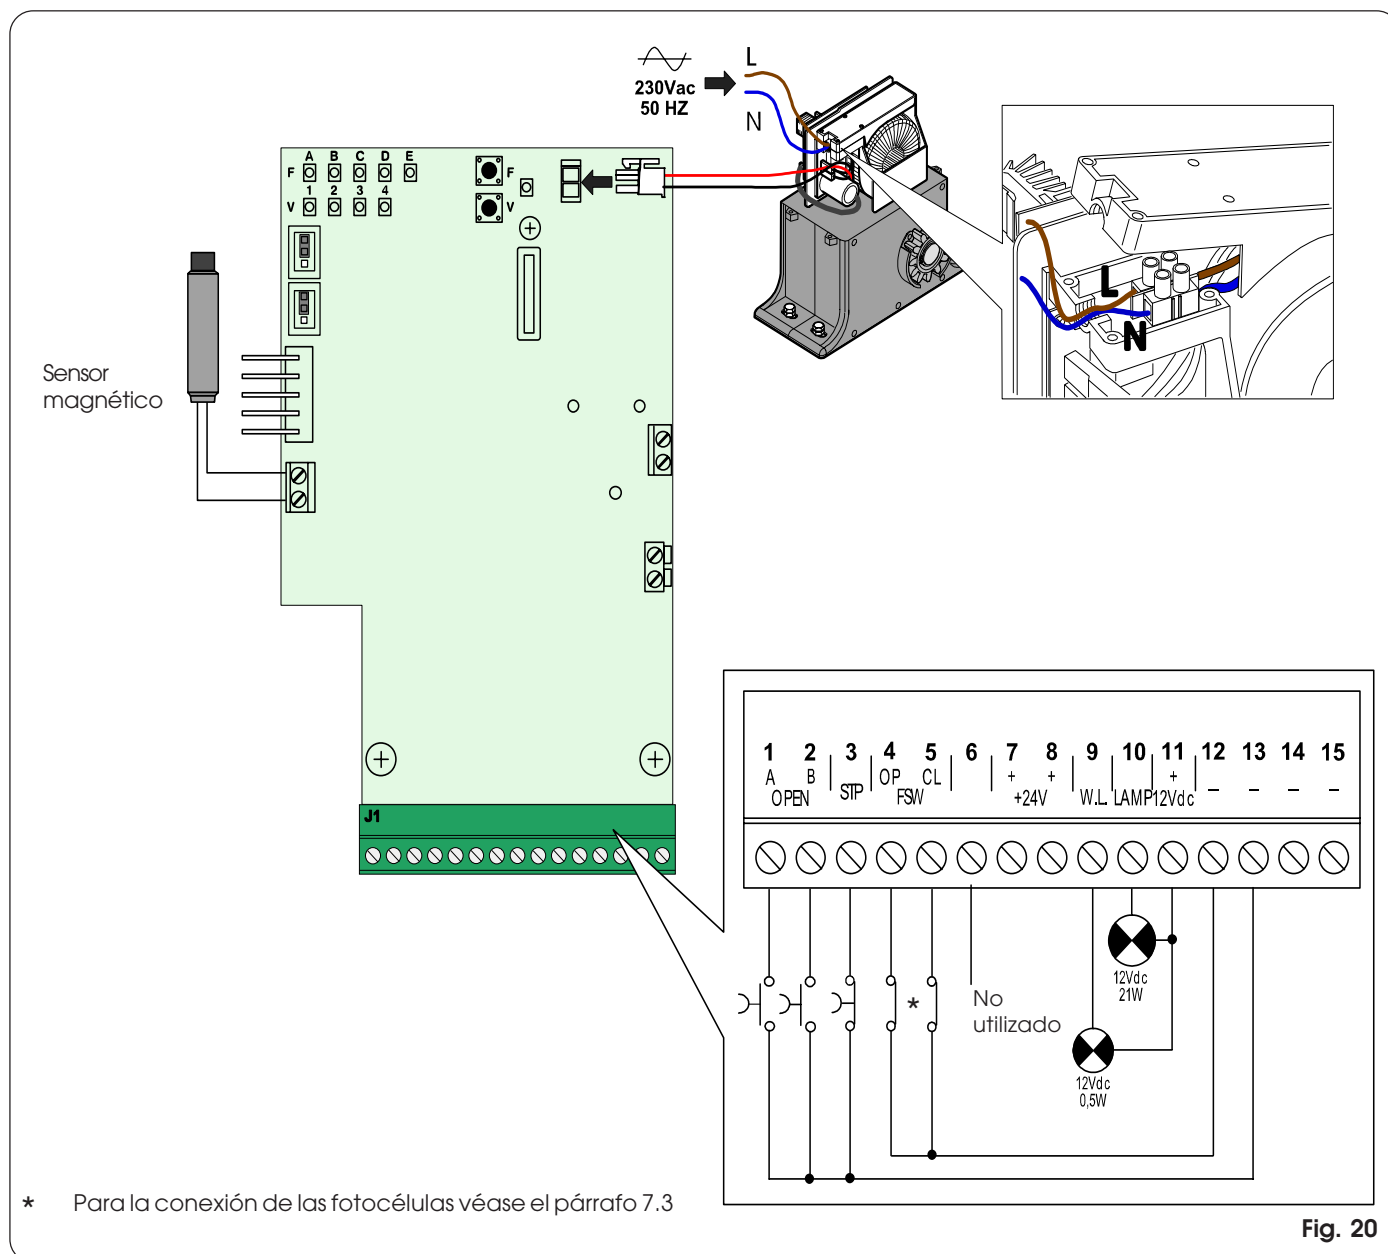 L
230Vac
50 HZ
N
A B C D E
F
1 2 3 4
V
F
V
L
N
Sensor
magnético
J1
1 2 3 4 5 6 7 8 9 10 11 12 13 14 15
A B OP CL + + + _ _ _ _
OPEN STP FSW +24V W.L. LAMP 12Vdc
12Vdc
21W
*
No
utilizado
12Vdc
0,5W
* Para la conexión de las fotocélulas véase el párrafo 7.3
Fig. 20